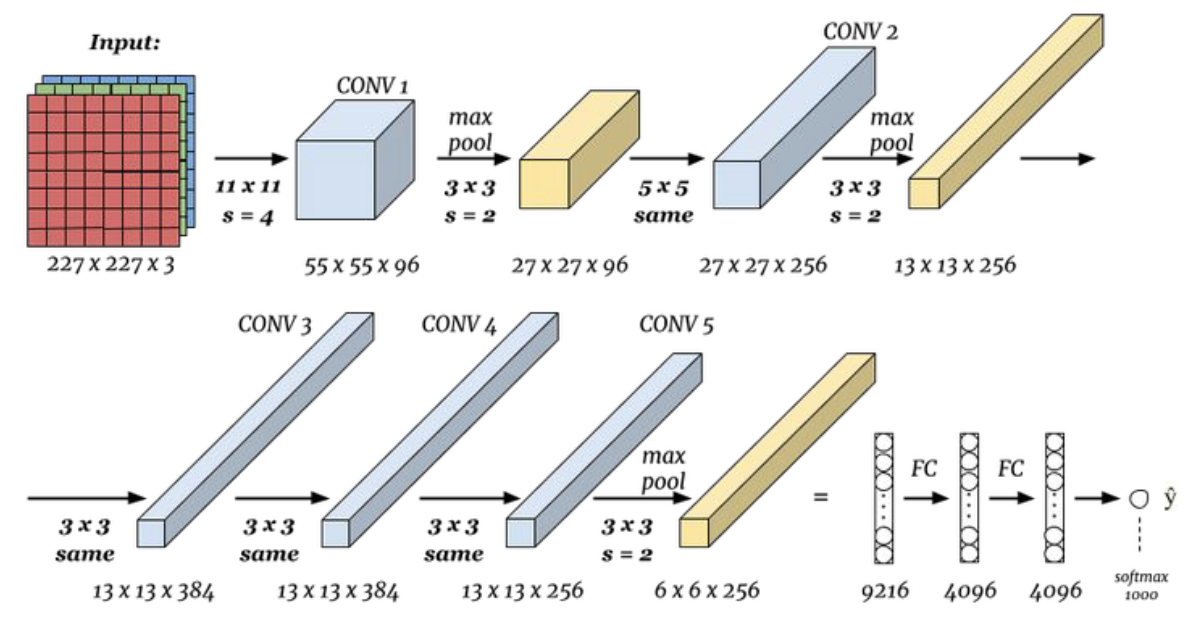 Input:
CONV 1
CONV 2
max
pool
max
pool
11 x 11
s = 4
3 x 3
s = 2
5 x 5
same
3 x 3
s = 2
227 x 227 x 3
55 x 55 x 96
27 x 27 x 96
27 x 27 x 256
13 x 13 x 256
CONV 3
CONV 4
CONV 5
max
pool
FC
FC
=
ŷ
3 x 3
same
3 x 3
same
3 x 3
same
3 x 3
s = 2
13 x 13 x 384
13 x 13 x 384
13 x 13 x 256
6 x 6 x 256
9216
4096
4096
softmax
1000